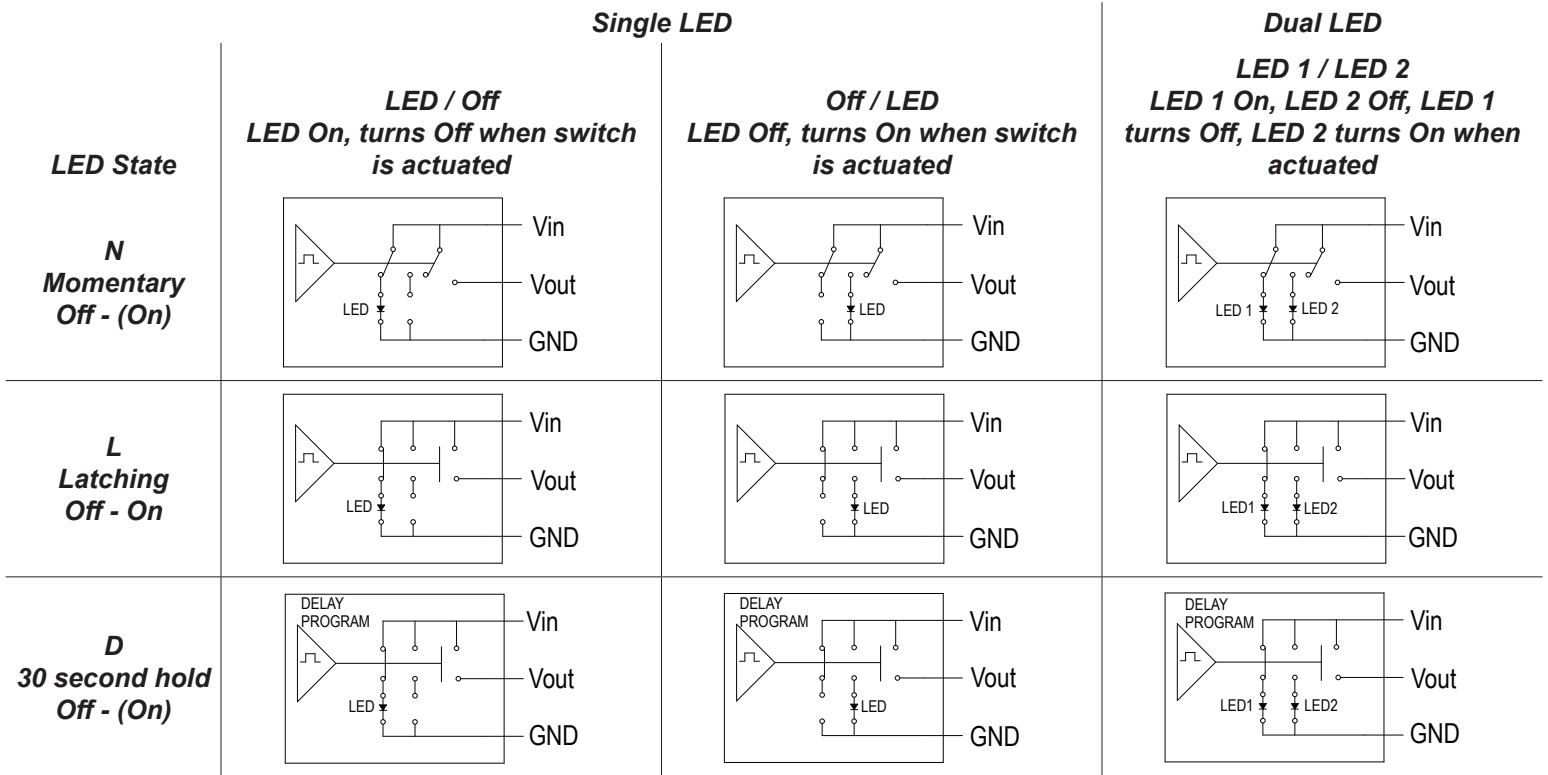 Single LED
Dual LED
LED State
LED / Off
LED On, turns Off when switch
is actuated
Off / LED
LED Off, turns On when switch
is actuated
LED 1 / LED 2
LED 1 On, LED 2 Off, LED 1
turns Off, LED 2 turns On when
actuated
N
Momentary
Off - (On)
Vin
Vout
LED
GND
Vin
Vout
LED
GND
Vin
Vout
LED 1
LED 2
GND
L
Latching
Off - On
Vin
Vout
LED
GND
Vin
Vout
LED
GND
Vin
Vout
LED1
LED2
GND
D
30 second hold
Off - (On)
DELAY
PROGRAM
Vin
Vout
LED
GND
DELAY
PROGRAM
Vin
Vout
LED
GND
DELAY
PROGRAM
Vin
Vout
LED1
LED2
GND